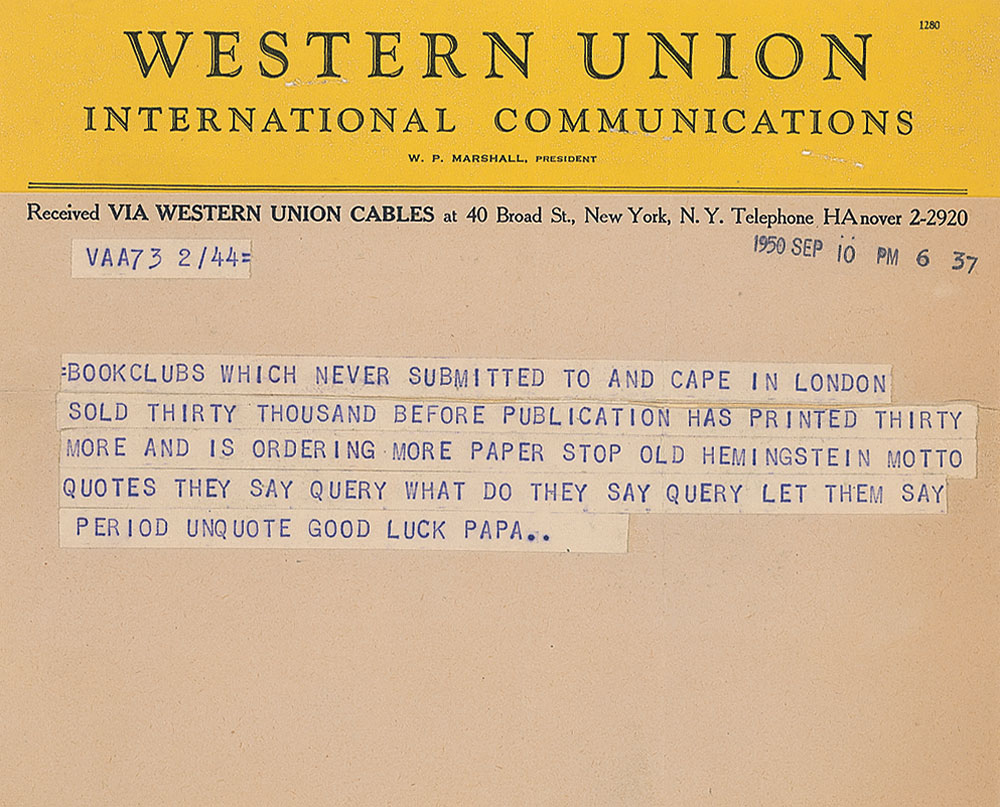 1280
WESTERN UNION
INTERNATIONAL COMMUNICATIONS
W. P. MARSHALL, PRESIDENT
Received VIA WESTERN UNION CABLES at 40 Broad St., New York, N. Y. Telephone HAnover 2-2920
1950 SEP 10 PM 6 37
VAA73 2/44=
=BOOKCLUBS WHICH NEVER SUBMITTED TO AND CAPE IN LONDON
SOLD THIRTY THOUSAND BEFORE PUBLICATION HAS PRINTED THIRTY
MORE AND IS ORDERING MORE PAPER STOP OLD HEMINGSTEIN MOTTO
QUOTES THEY SAY QUERY WHAT DO THEY SAY QUERY LET THEM SAY
PERIOD UNQUOTE GOOD LUCK PAPA..